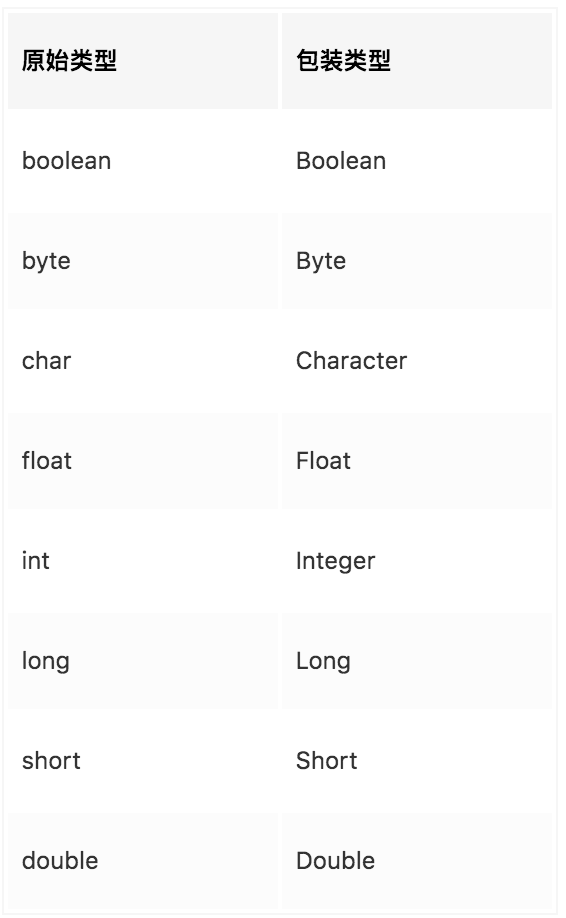 原始类型 包装类型
boolean Boolean
byte Byte
char Character
float Float
int Integer
long Long
short Short
double Double